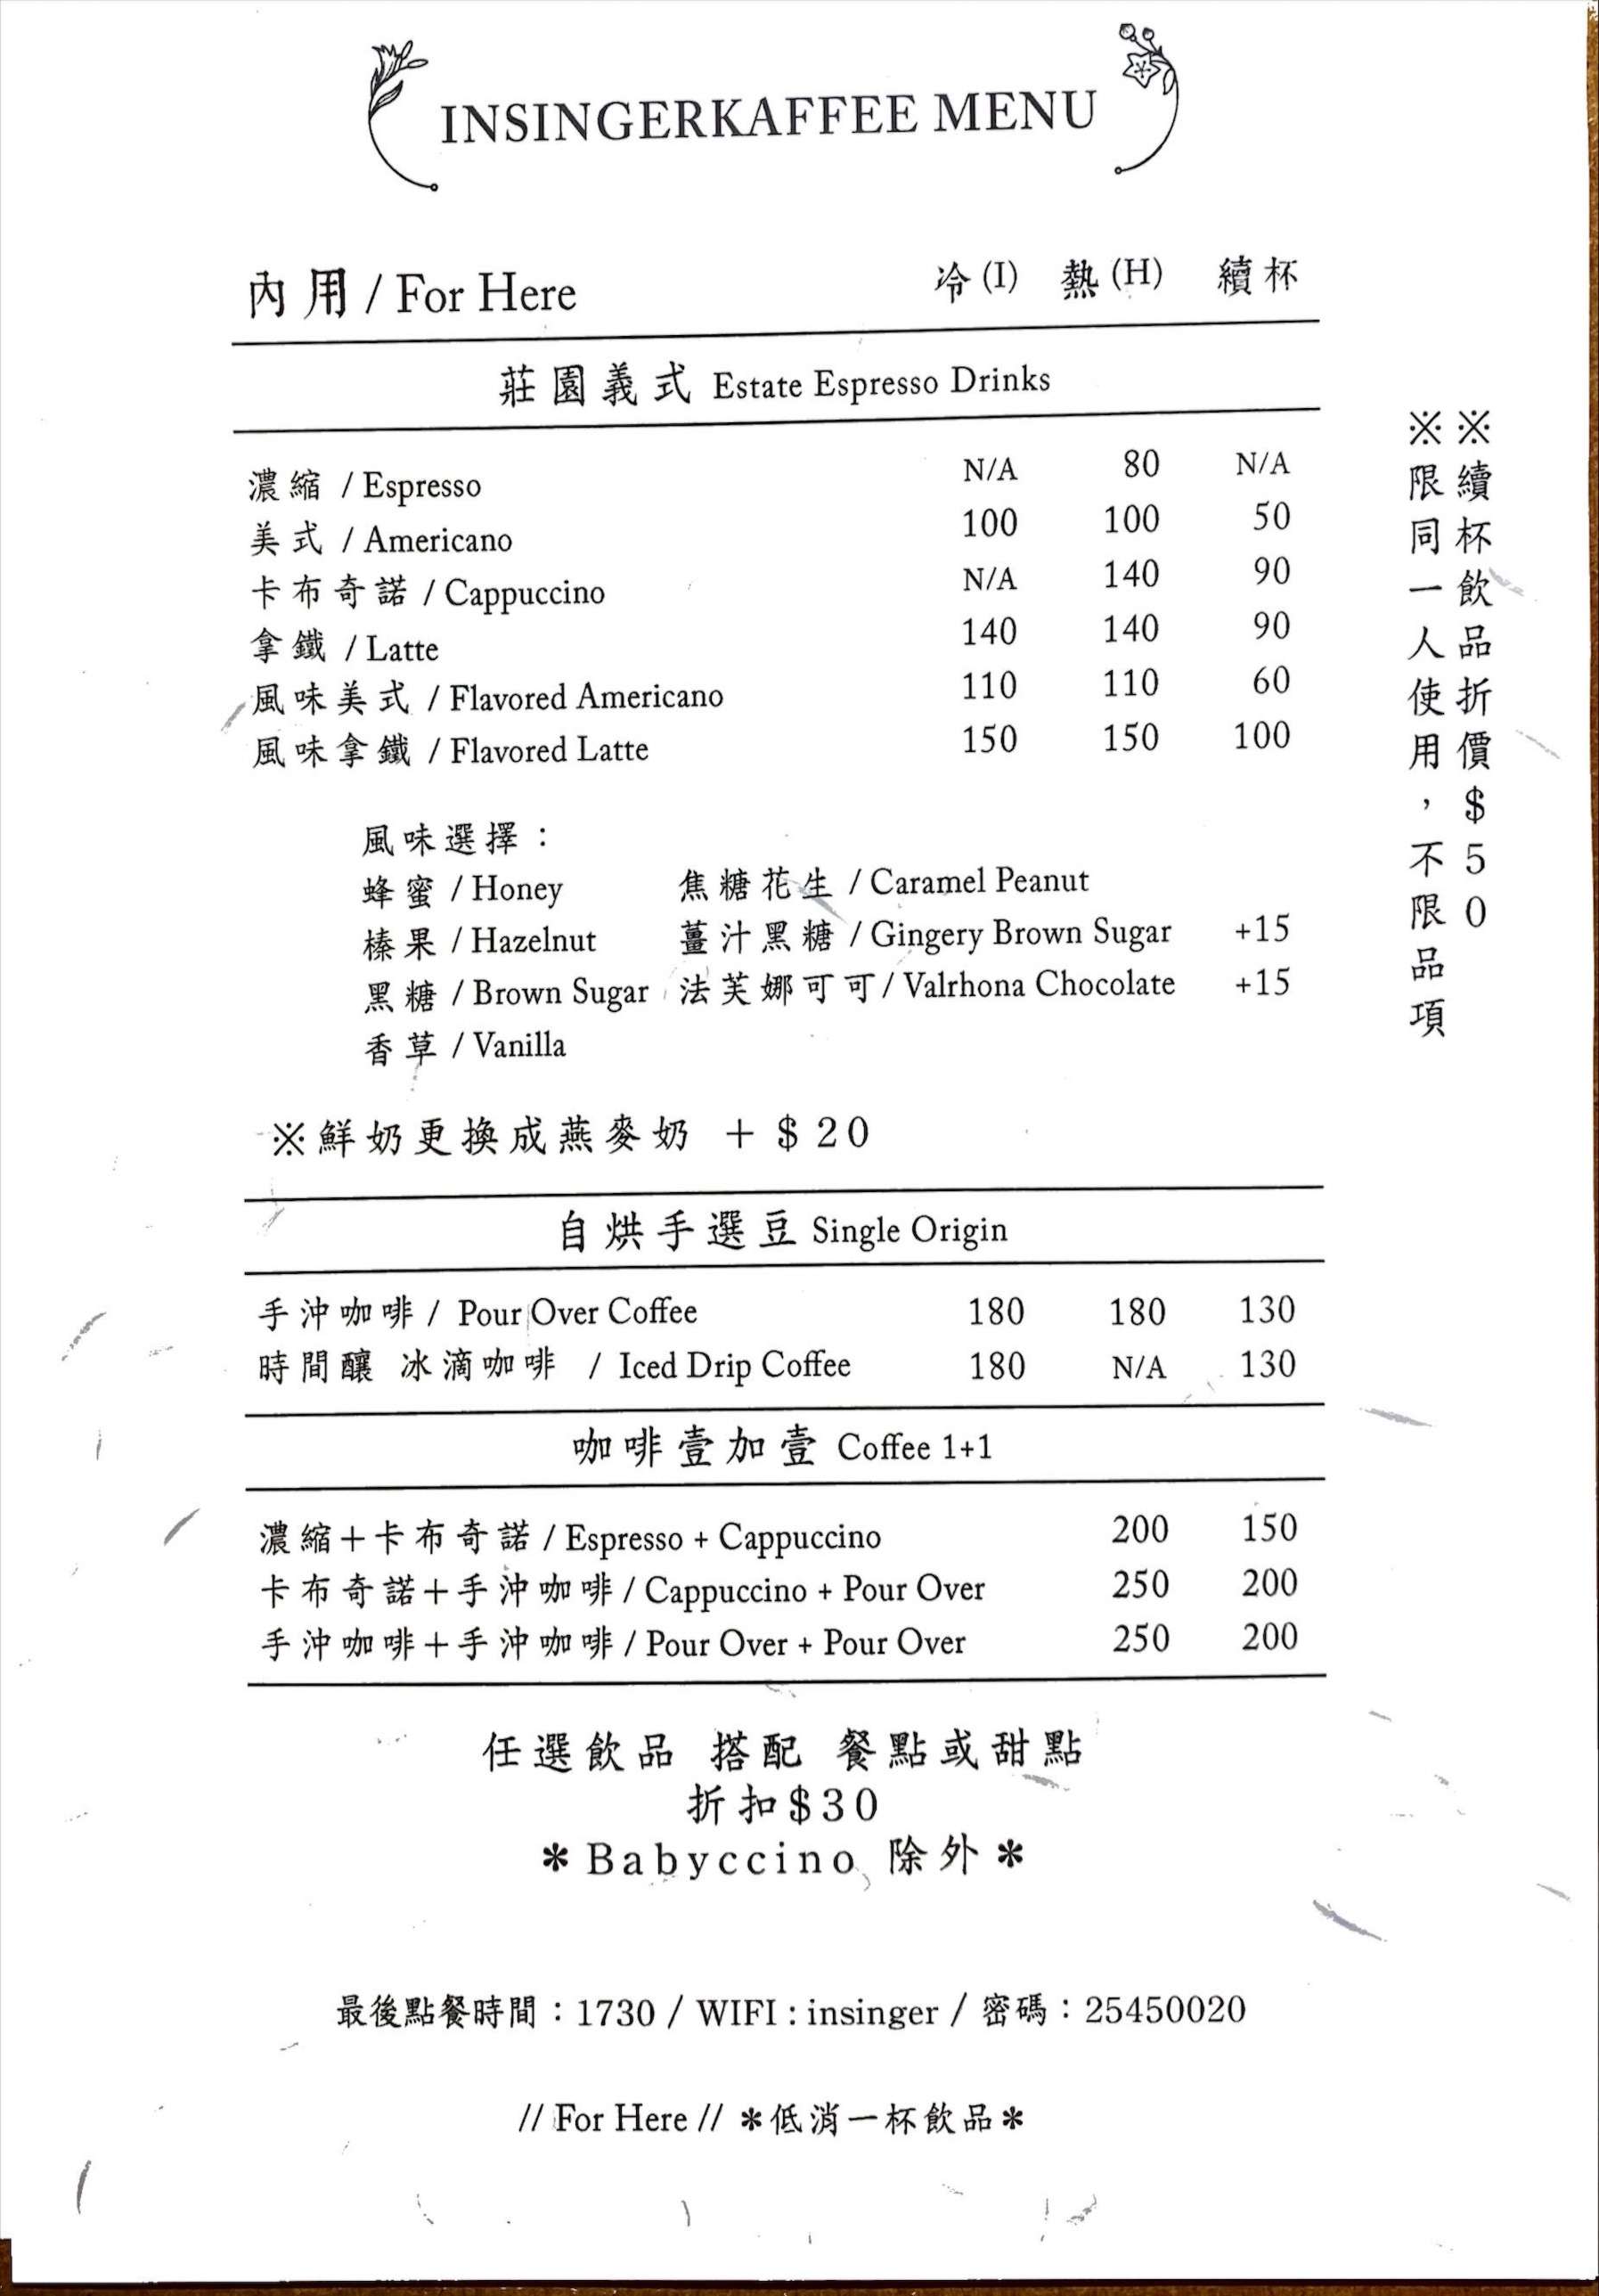 INSINGERKAFFEE MENU
內用 / For Here 冷(I) 熱(H) 續杯
莊園義式 Estate Espresso Drinks
濃縮 / Espresso N/A 80 N/A
美式 / Americano 100 100 50
卡布奇諾 / Cappuccino N/A 140 90
拿鐵 / Latte 140 140 90
風味美式 / Flavored Americano 110 110 60
風味拿鐵 / Flavored Latte 150 150 100
風味選擇：
蜂蜜 / Honey 焦糖花生 / Caramel Peanut
榛果 / Hazelnut 薑汁黑糖 / Gingery Brown Sugar +15
黑糖 / Brown Sugar 法芙娜可可 / Valrhona Chocolate +15
香草 / Vanilla
※鮮奶更換成燕麥奶 ＋＄20
※續杯飲品折價$50
※限同一人使用，不限品項
自烘手選豆 Single Origin
手沖咖啡 / Pour Over Coffee 180 180 130
時間釀 冰滴咖啡 / Iced Drip Coffee 180 N/A 130
咖啡壹加壹 Coffee 1+1
濃縮＋卡布奇諾 / Espresso + Cappuccino 200 150
卡布奇諾＋手沖咖啡 / Cappuccino + Pour Over 250 200
手沖咖啡＋手沖咖啡 / Pour Over + Pour Over 250 200
任選飲品 搭配 餐點或甜點
折扣$30
＊Babyccino 除外＊
最後點餐時間：1730 / WIFI : insinger / 密碼：25450020
// For Here // ＊低消一杯飲品＊